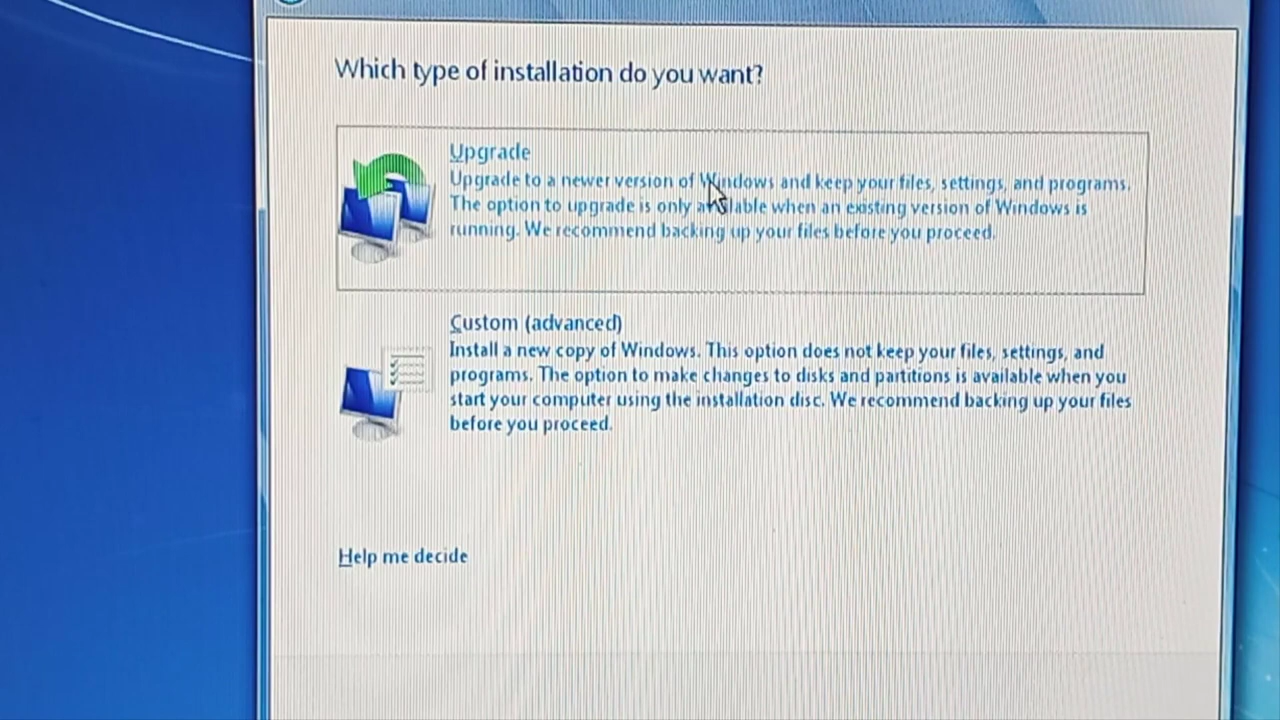 Which type of installation do you want?
Upgrade
Upgrade to a newer version of Windows and keep your files, settings, and programs.
The option to upgrade is only available when an existing version of Windows is
running. We recommend backing up your files before you proceed.
Custom (advanced)
Install a new copy of Windows. This option does not keep your files, settings, and
programs. The option to make changes to disks and partitions is available when you
start your computer using the installation disc. We recommend backing up your files
before you proceed.
Help me decide